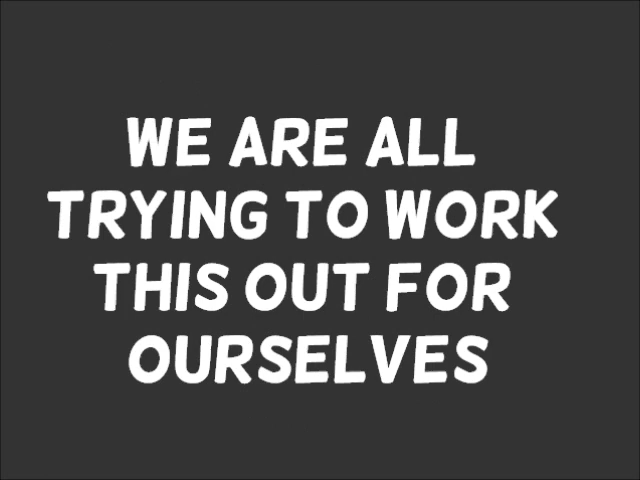 WE ARE ALL
TRYING TO WORK
THIS OUT FOR
OURSELVES